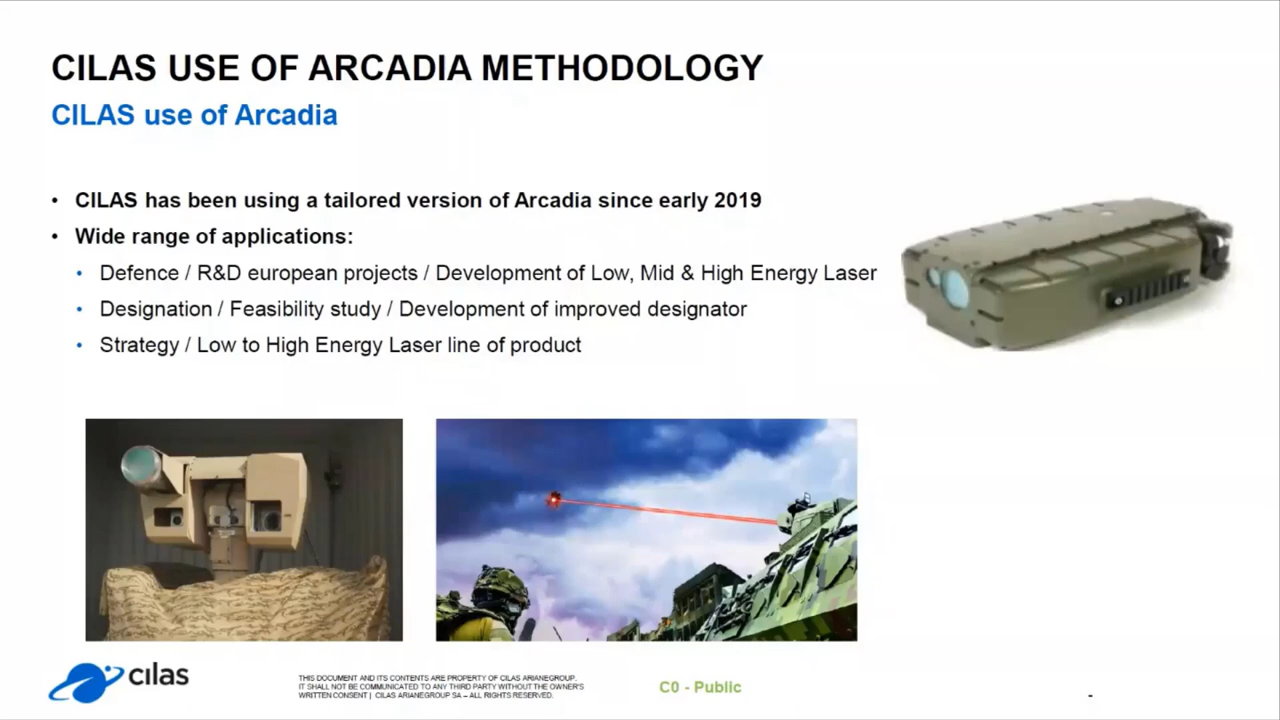 CILAS USE OF ARCADIA METHODOLOGY
CILAS use of Arcadia
• CILAS has been using a tailored version of Arcadia since early 2019
• Wide range of applications:
• Defence / R&D european projects / Development of Low, Mid & High Energy Laser
• Designation / Feasibility study / Development of improved designator
• Strategy / Low to High Energy Laser line of product
cilas
THIS DOCUMENT AND ITS CONTENTS ARE PROPERTY OF CILAS ARIANEGROUP.
IT SHALL NOT BE COMMUNICATED TO ANY THIRD PARTY WITHOUT THE OWNER'S
WRITTEN CONSENT | CILAS ARIANEGROUP SA – ALL RIGHTS RESERVED.
C0 - Public
-